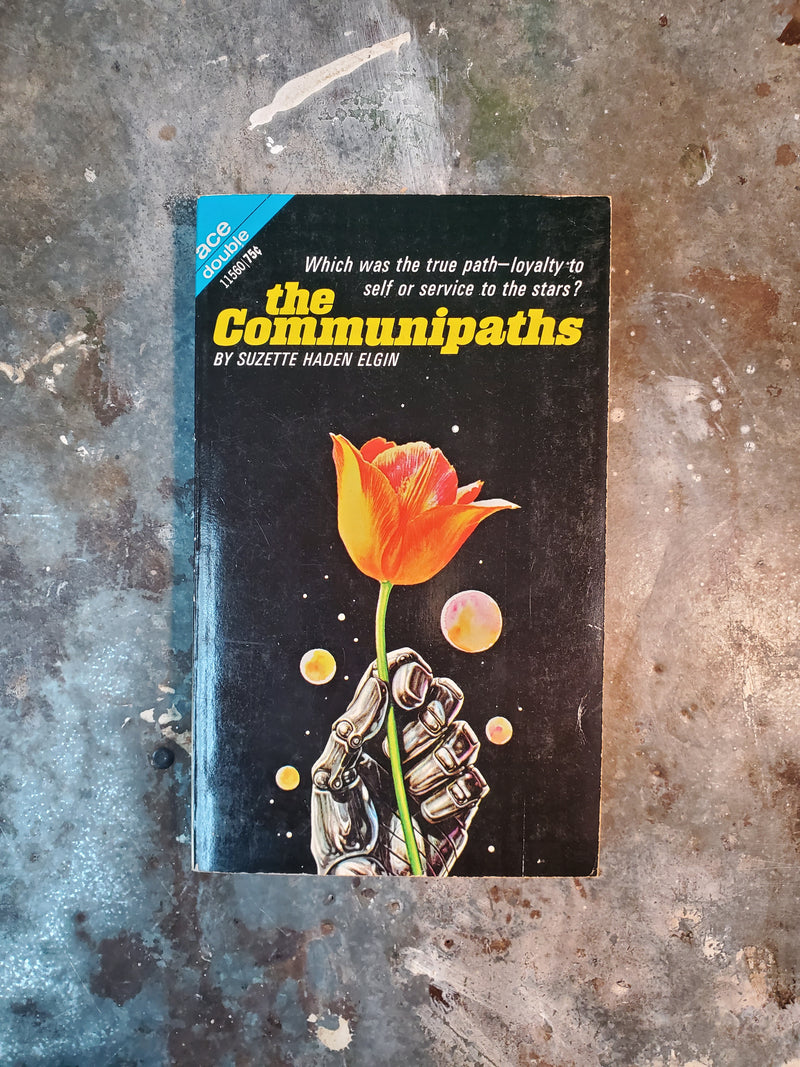 ace
double
11560|75¢
Which was the true path—loyalty to
self or service to the stars?
the
Communipaths
BY SUZETTE HADEN ELGIN